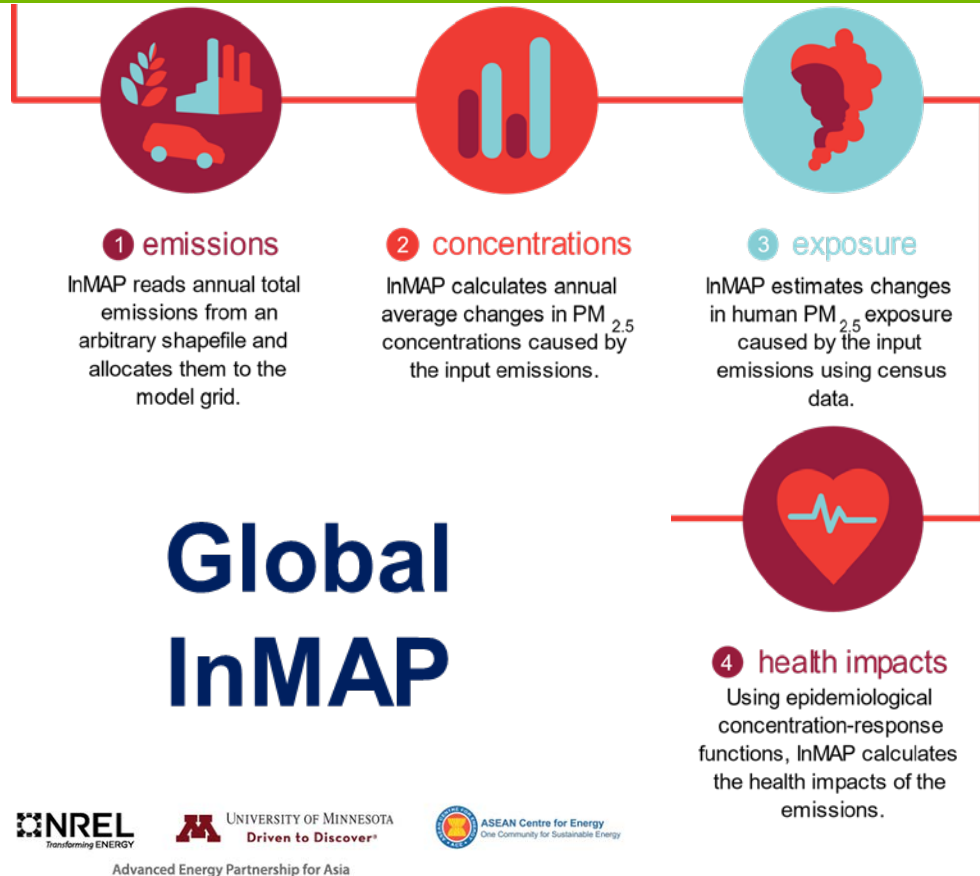 1 emissions
InMAP reads annual total
emissions from an
arbitrary shapefile and
allocates them to the
model grid.
2 concentrations
InMAP calculates annual
average changes in PM 2.5
concentrations caused by
the input emissions.
3 exposure
InMAP estimates changes
in human PM 2.5 exposure
caused by the input
emissions using census
data.
4 health impacts
Using epidemiological
concentration-response
functions, InMAP calculates
the health impacts of the
emissions.
Global
InMAP
NREL
Transforming ENERGY
UNIVERSITY OF MINNESOTA
Driven to Discover®
ASEAN Centre for Energy
One Community for Sustainable Energy
Advanced Energy Partnership for Asia